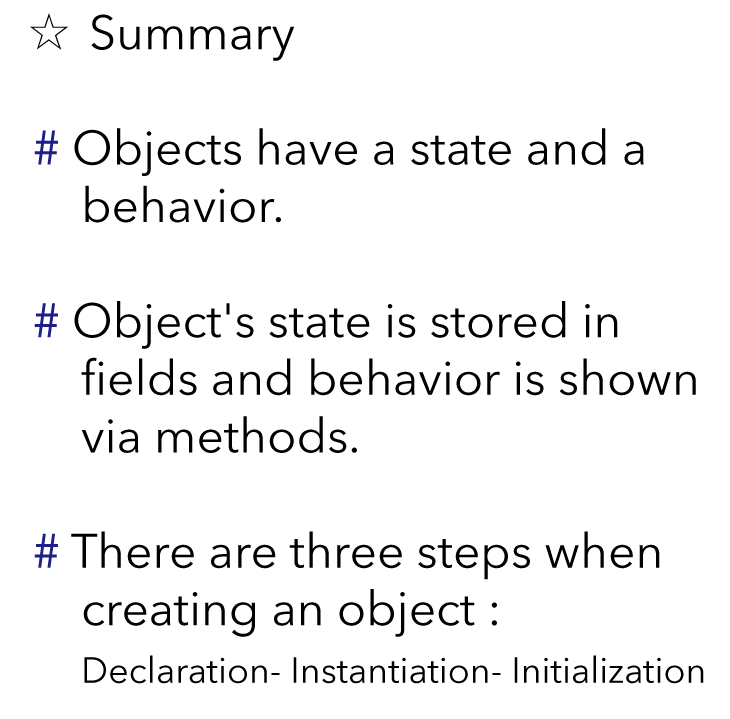 ☆ Summary
# Objects have a state and a
behavior.
# Object's state is stored in
fields and behavior is shown
via methods.
# There are three steps when
creating an object :
Declaration- Instantiation- Initialization